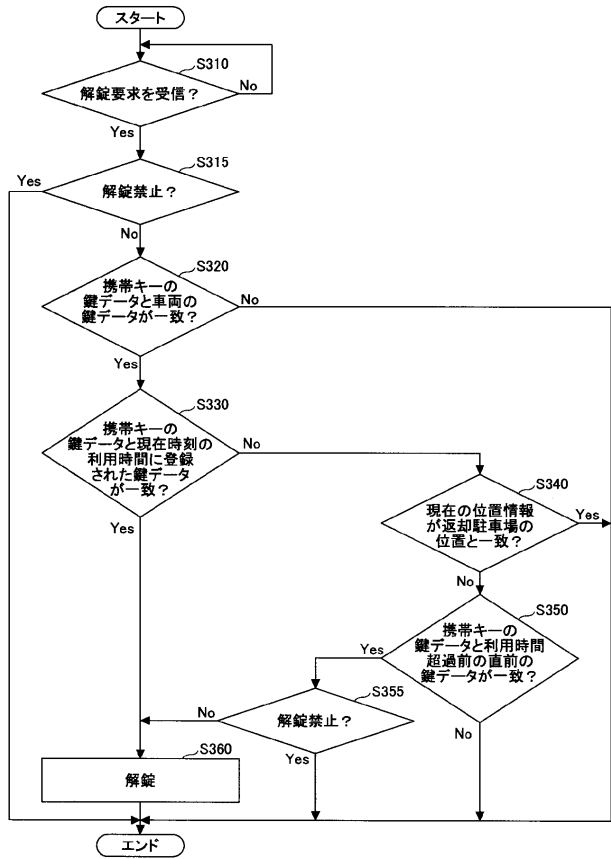 スタート
S310
解錠要求を受信？
No
Yes
S315
Yes
解錠禁止？
No
S320
携帯キーの
鍵データと車両の
鍵データが一致？
No
Yes
S330
携帯キーの
鍵データと現在時刻の
利用時間に登録
された鍵データ
が一致？
No
Yes
S340
現在の位置情報
が返却駐車場の
位置と一致？
Yes
No
S350
携帯キーの
鍵データと利用時間
超過前の直前の
鍵データが一致？
Yes
No
S355
解錠禁止？
No
Yes
S360
解錠
エンド